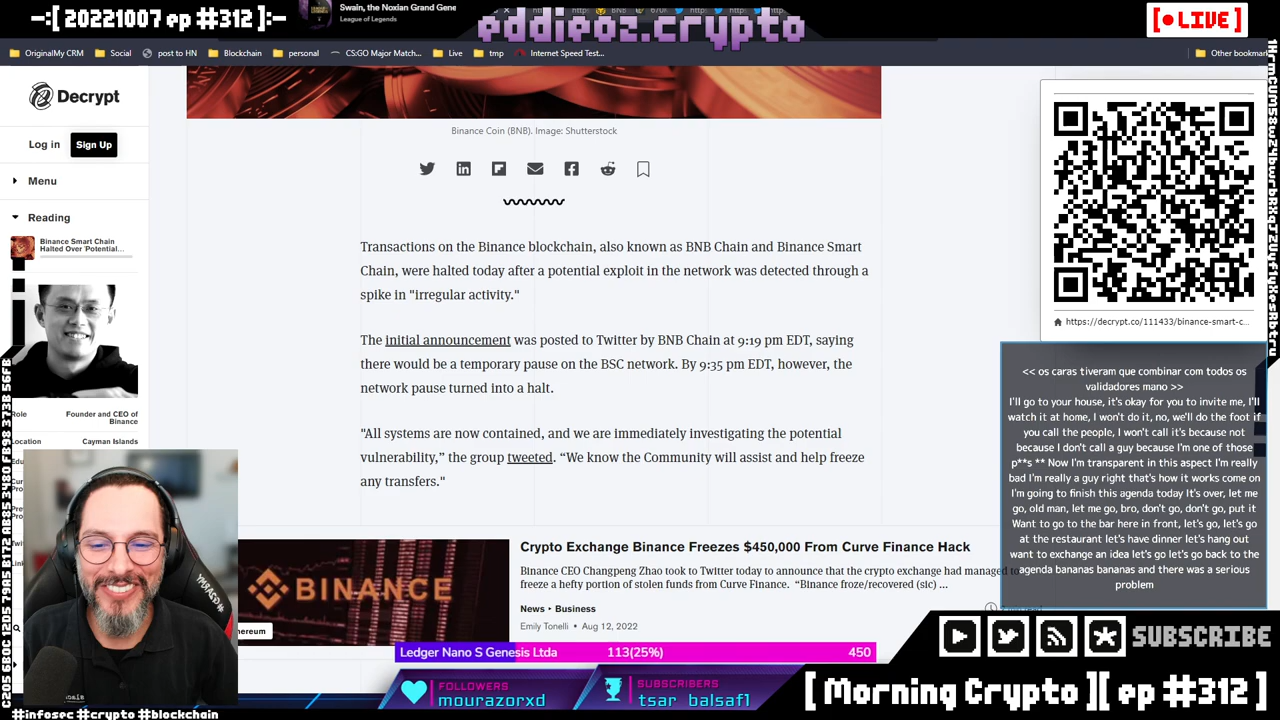 -:[ 20221007 ep #312 ]:-
Swain, the Noxian Grand Gene
League of Legends
eddieoz.crypto
[ ● LIVE ]
OriginalMy CRM
Social
post to HN
Blockchain
personal
CS:GO Major Match...
Live
tmp
Internet Speed Test...
Other bookmar
Decrypt
Log in
Sign Up
Menu
Reading
Binance Smart Chain
Halted Over 'Potential...
Role
Founder and CEO of
Binance
Location
Cayman Islands
Binance Coin (BNB). Image: Shutterstock
Transactions on the Binance blockchain, also known as BNB Chain and Binance Smart
Chain, were halted today after a potential exploit in the network was detected through a
spike in "irregular activity."
The initial announcement was posted to Twitter by BNB Chain at 9:19 pm EDT, saying
there would be a temporary pause on the BSC network. By 9:35 pm EDT, however, the
network pause turned into a halt.
"All systems are now contained, and we are immediately investigating the potential
vulnerability,” the group tweeted. “We know the Community will assist and help freeze
any transfers."
BINANCE
ereum
Crypto Exchange Binance Freezes $450,000 From Curve Finance Hack
Binance CEO Changpeng Zhao took to Twitter today to announce that the crypto exchange had managed to
freeze a hefty portion of stolen funds from Curve Finance. “Binance froze/recovered (sic) ...
News ‣ Business
Emily Tonelli • Aug 12, 2022
https://decrypt.co/111433/binance-smart-c...
<< os caras tiveram que combinar com todos os
validadores mano >>
I'll go to your house, it's okay for you to invite me, I'll
watch it at home, I won't do it, no, we'll do the foot if
you call the people, I won't call it's because not
because I don't call a guy because I'm one of those
p**s ** Now I'm transparent in this aspect I'm really
bad I'm really a guy right that's how it works come on
I'm going to finish this agenda today It's over, let me
go, old man, let me go, bro, don't go, don't go, put it
Want to go to the bar here in front, let's go, let's go
at the restaurant let's have dinner let's hang out
want to exchange an idea let's go let's go back to the
agenda bananas bananas and there was a serious
problem
Ledger Nano S Genesis Ltda
113(25%)
450
FOLLOWERS
mourazorxd
SUBSCRIBERS
tsar_balsaf1
SUBSCRIBE
[ Morning Crypto ][ ep #312 ]
#infosec #crypto #blockchain